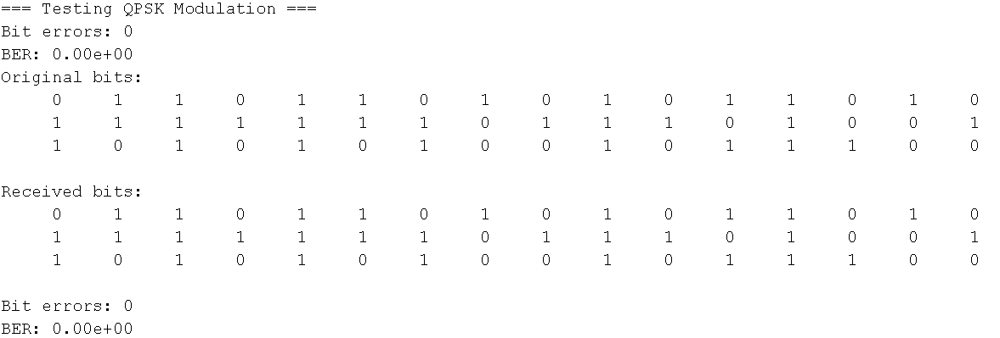 === Testing QPSK Modulation ===
Bit errors: 0
BER: 0.00e+00
Original bits:
0 1 1 0 1 1 0 1 0 1 0 1 1 0 1 0
1 1 1 1 1 1 1 0 1 1 1 0 1 0 0 1
1 0 1 0 1 0 1 0 0 1 0 1 1 1 0 0
Received bits:
0 1 1 0 1 1 0 1 0 1 0 1 1 0 1 0
1 1 1 1 1 1 1 0 1 1 1 0 1 0 0 1
1 0 1 0 1 0 1 0 0 1 0 1 1 1 0 0
Bit errors: 0
BER: 0.00e+00